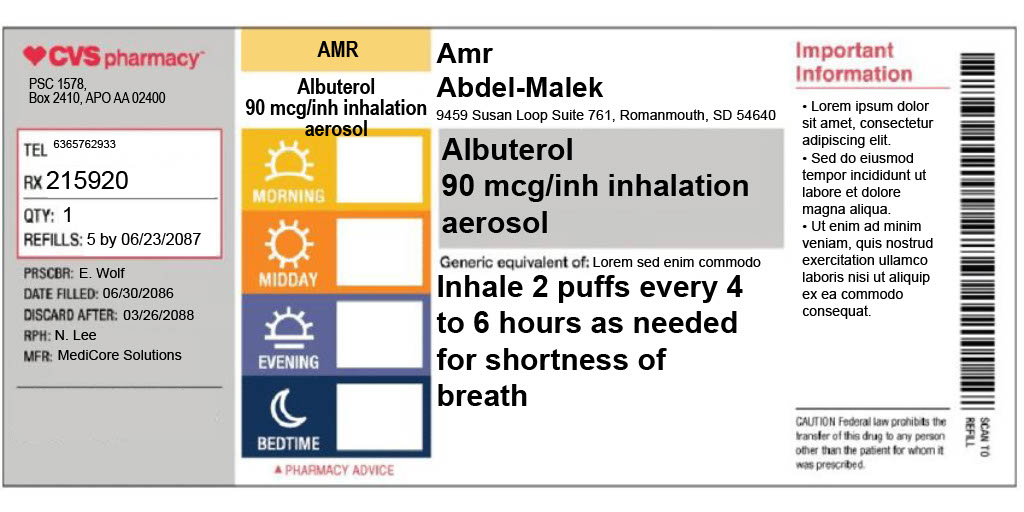 CVS pharmacy
PSC 1578,
Box 2410, APO AA 02400
TEL 6365762933
RX 215920
QTY: 1
REFILLS: 5 by 06/23/2087
PRSCBR: E. Wolf
DATE FILLED: 06/30/2086
DISCARD AFTER: 03/26/2088
RPH: N. Lee
MFR: MediCore Solutions
AMR
Albuterol
90 mcg/inh inhalation
aerosol
MORNING
MIDDAY
EVENING
BEDTIME
▲ PHARMACY ADVICE
Amr
Abdel-Malek
9459 Susan Loop Suite 761, Romanmouth, SD 54640
Albuterol
90 mcg/inh inhalation
aerosol
Generic equivalent of: Lorem sed enim commodo
Inhale 2 puffs every 4
to 6 hours as needed
for shortness of
breath
Important
Information
• Lorem ipsum dolor
sit amet, consectetur
adipiscing elit.
• Sed do eiusmod
tempor incididunt ut
labore et dolore
magna aliqua.
• Ut enim ad minim
veniam, quis nostrud
exercitation ullamco
laboris nisi ut aliquip
ex ea commodo
consequat.
CAUTION Federal law prohibits the
transfer of this drug to any person
other than the patient for whom it
was prescribed.
SCAN TO
REFILL